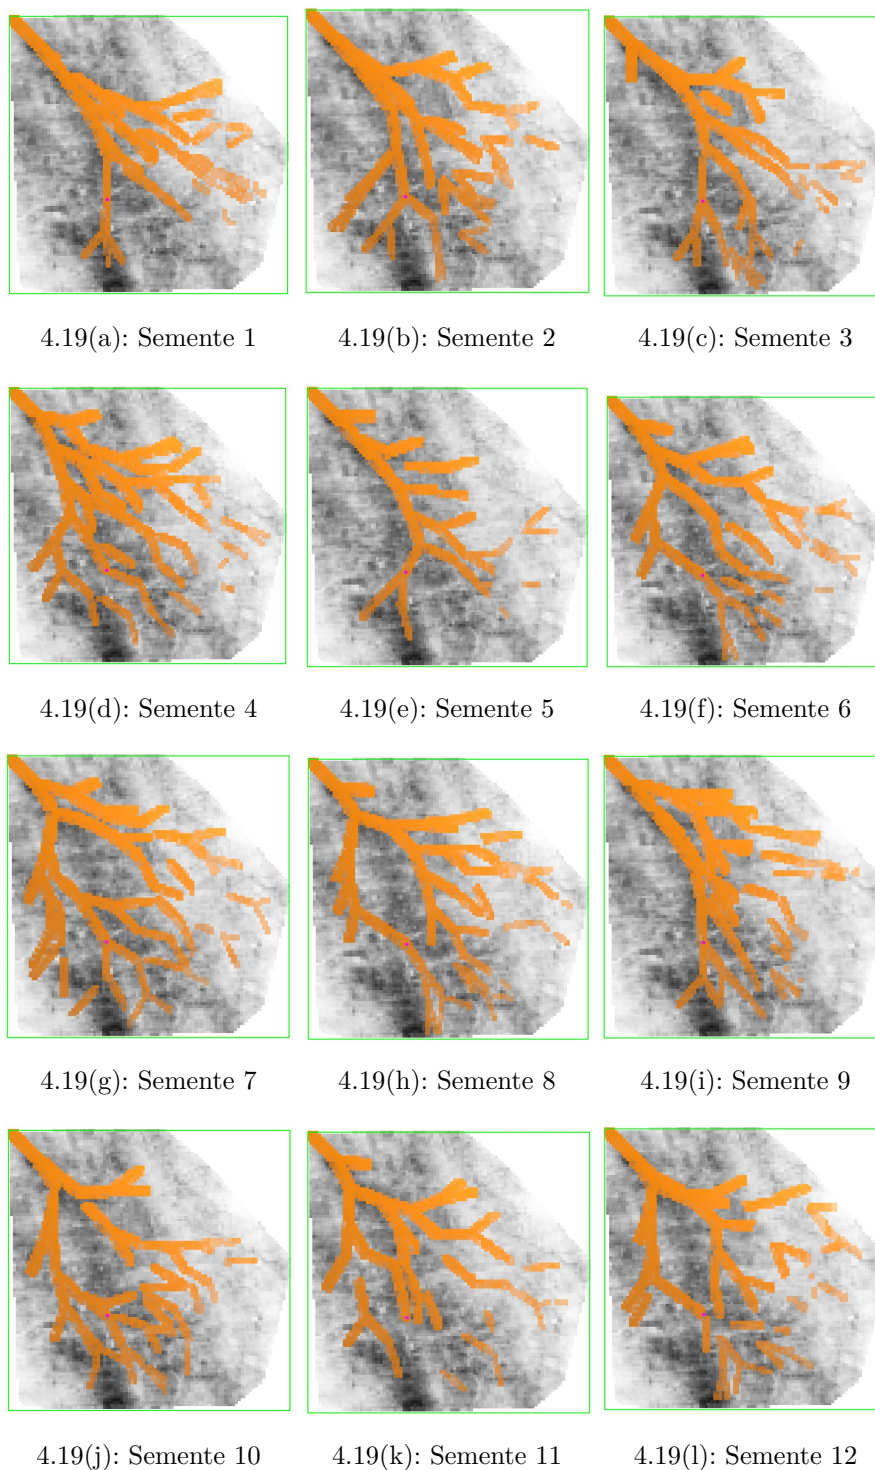 4.19(a): Semente 1
4.19(b): Semente 2
4.19(c): Semente 3
4.19(d): Semente 4
4.19(e): Semente 5
4.19(f): Semente 6
4.19(g): Semente 7
4.19(h): Semente 8
4.19(i): Semente 9
4.19(j): Semente 10
4.19(k): Semente 11
4.19(l): Semente 12